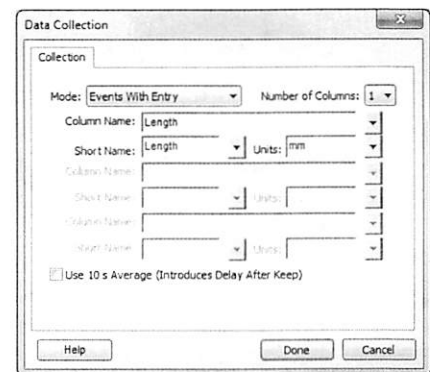 Data Collection
Collection
Mode: Events With Entry Number of Columns: 1
Column Name: Length
Short Name: Length Units: mm
Column Name:
Short Name: Units:
Column Name:
Short Name: Units:
Use 10 s Average (Introduces Delay After Keep)
Help Done Cancel